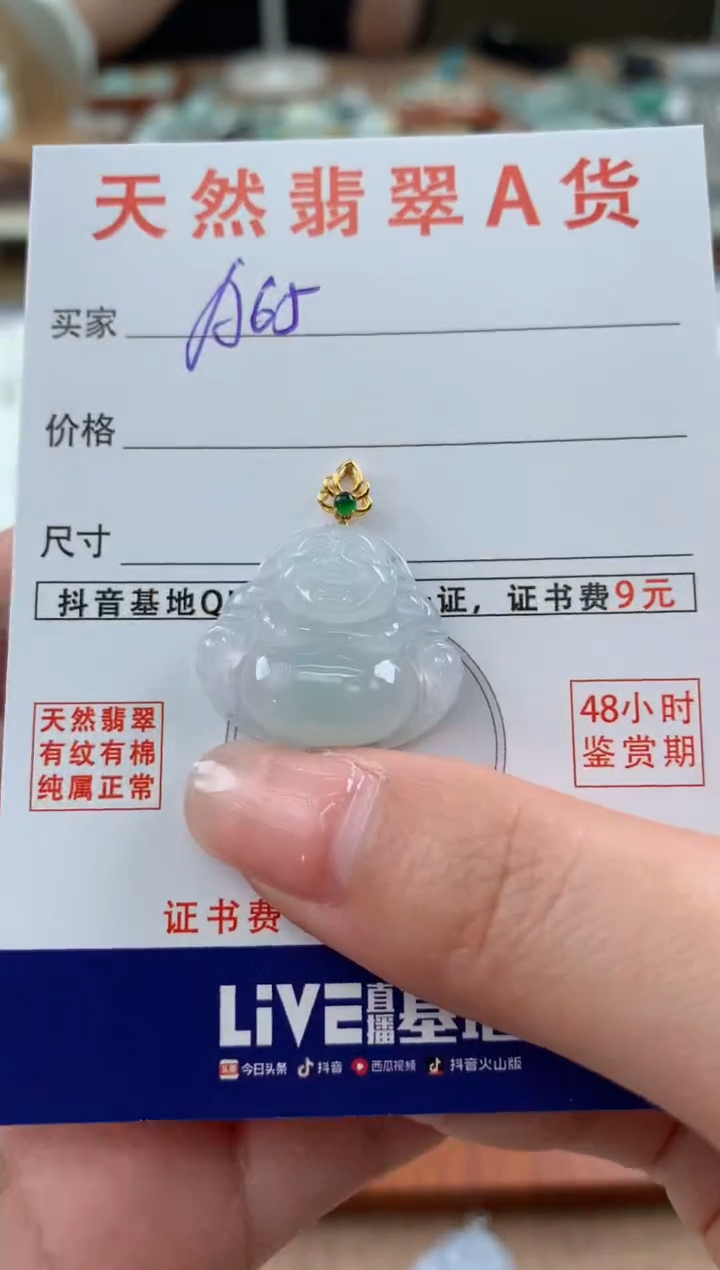 天然翡翠A货
买家 A65
价格
尺寸
抖音基地Q 证，证书费9元
天然翡翠
有纹有棉
纯属正常
48小时
鉴赏期
证书费
LiVE直播基地
今日头条 抖音 西瓜视频 抖音火山版